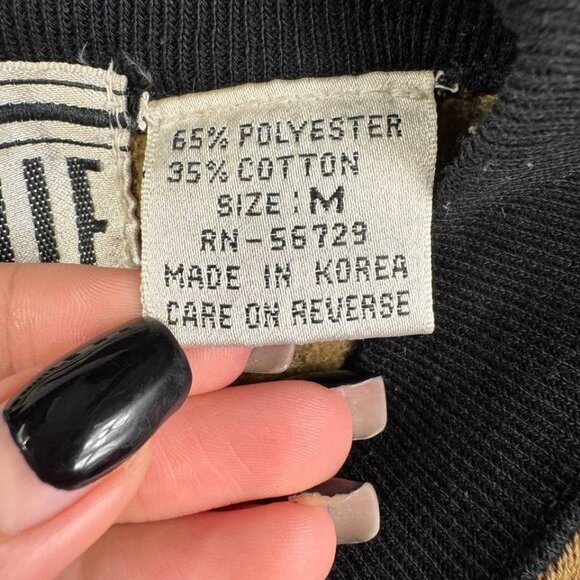 65% POLYESTER
35% COTTON
SIZE: M
RN-56729
MADE IN KOREA
CARE ON REVERSE